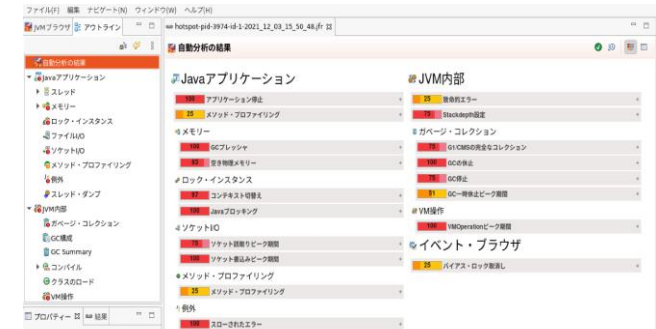 ファイル(F) 編集 ナビゲート(N) ウィンドウ(W) ヘルプ(H)
JVMブラウザ アウトライン
hotspot-pid-3974-id-1-2021_12_03_15_50_48.jfr
自動分析の結果
自動分析の結果
Javaアプリケーション
スレッド
メモリー
ロック・インスタンス
ファイルI/O
ソケットI/O
メソッド・プロファイリング
例外
スレッド・ダンプ
JVM内部
ガベージ・コレクション
GC構成
GC Summary
コンパイル
クラスのロード
VM操作
プロパティー 結果
Javaアプリケーション
100 アプリケーション停止
25 メソッド・プロファイリング
メモリー
100 GCプレッシャ
93 空き物理メモリー
ロック・インスタンス
97 コンテキスト切替え
100 Javaブロッキング
ソケットI/O
75 ソケット読取りピーク期間
100 ソケット書込みピーク期間
メソッド・プロファイリング
25 メソッド・プロファイリング
例外
100 スローされたエラー
JVM内部
25 致命的エラー
75 Stackdepth設定
ガベージ・コレクション
75 G1/CMSの完全なコレクション
100 GCの休止
75 GC停止
51 GC一時休止ピーク期間
VM操作
100 VMOperationピーク期間
イベント・ブラウザ
25 バイアス・ロック取消し